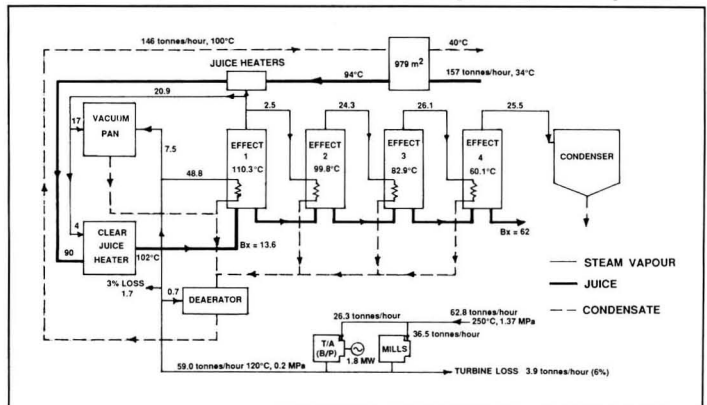 146 tonnes/hour, 100°C
40°C
979 m2
JUICE HEATERS
94°C
157 tonnes/hour, 34°C
20.9
2.5
24.3
26.1
25.5
17
VACUUM
PAN
7.5
EFFECT
1
110.3°C
EFFECT
2
99.8°C
EFFECT
3
82.9°C
EFFECT
4
60.1°C
CONDENSER
48.8
4
CLEAR
JUICE
HEATER
90
102°C
Bx = 13.6
Bx = 62
3% LOSS
1.7
0.7
DEAERATOR
STEAM VAPOUR
JUICE
CONDENSATE
26.3 tonnes/hour
62.8 tonnes/hour
250°C, 1.37 MPa
T/A
(B/P)
1.8 MW
MILLS
36.5 tonnes/hour
59.0 tonnes/hour 120°C, 0.2 MPa
TURBINE LOSS 3.9 tonnes/hour (6%)